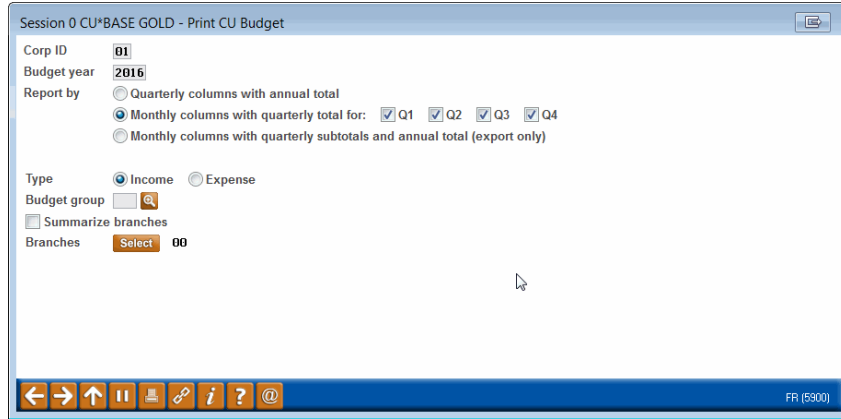 Session 0 CU*BASE GOLD - Print CU Budget
Corp ID 01
Budget year 2016
Report by Quarterly columns with annual total
Monthly columns with quarterly total for: Q1 Q2 Q3 Q4
Monthly columns with quarterly subtotals and annual total (export only)
Type Income Expense
Budget group
Summarize branches
Branches Select 00
i ? @
FR (5900)